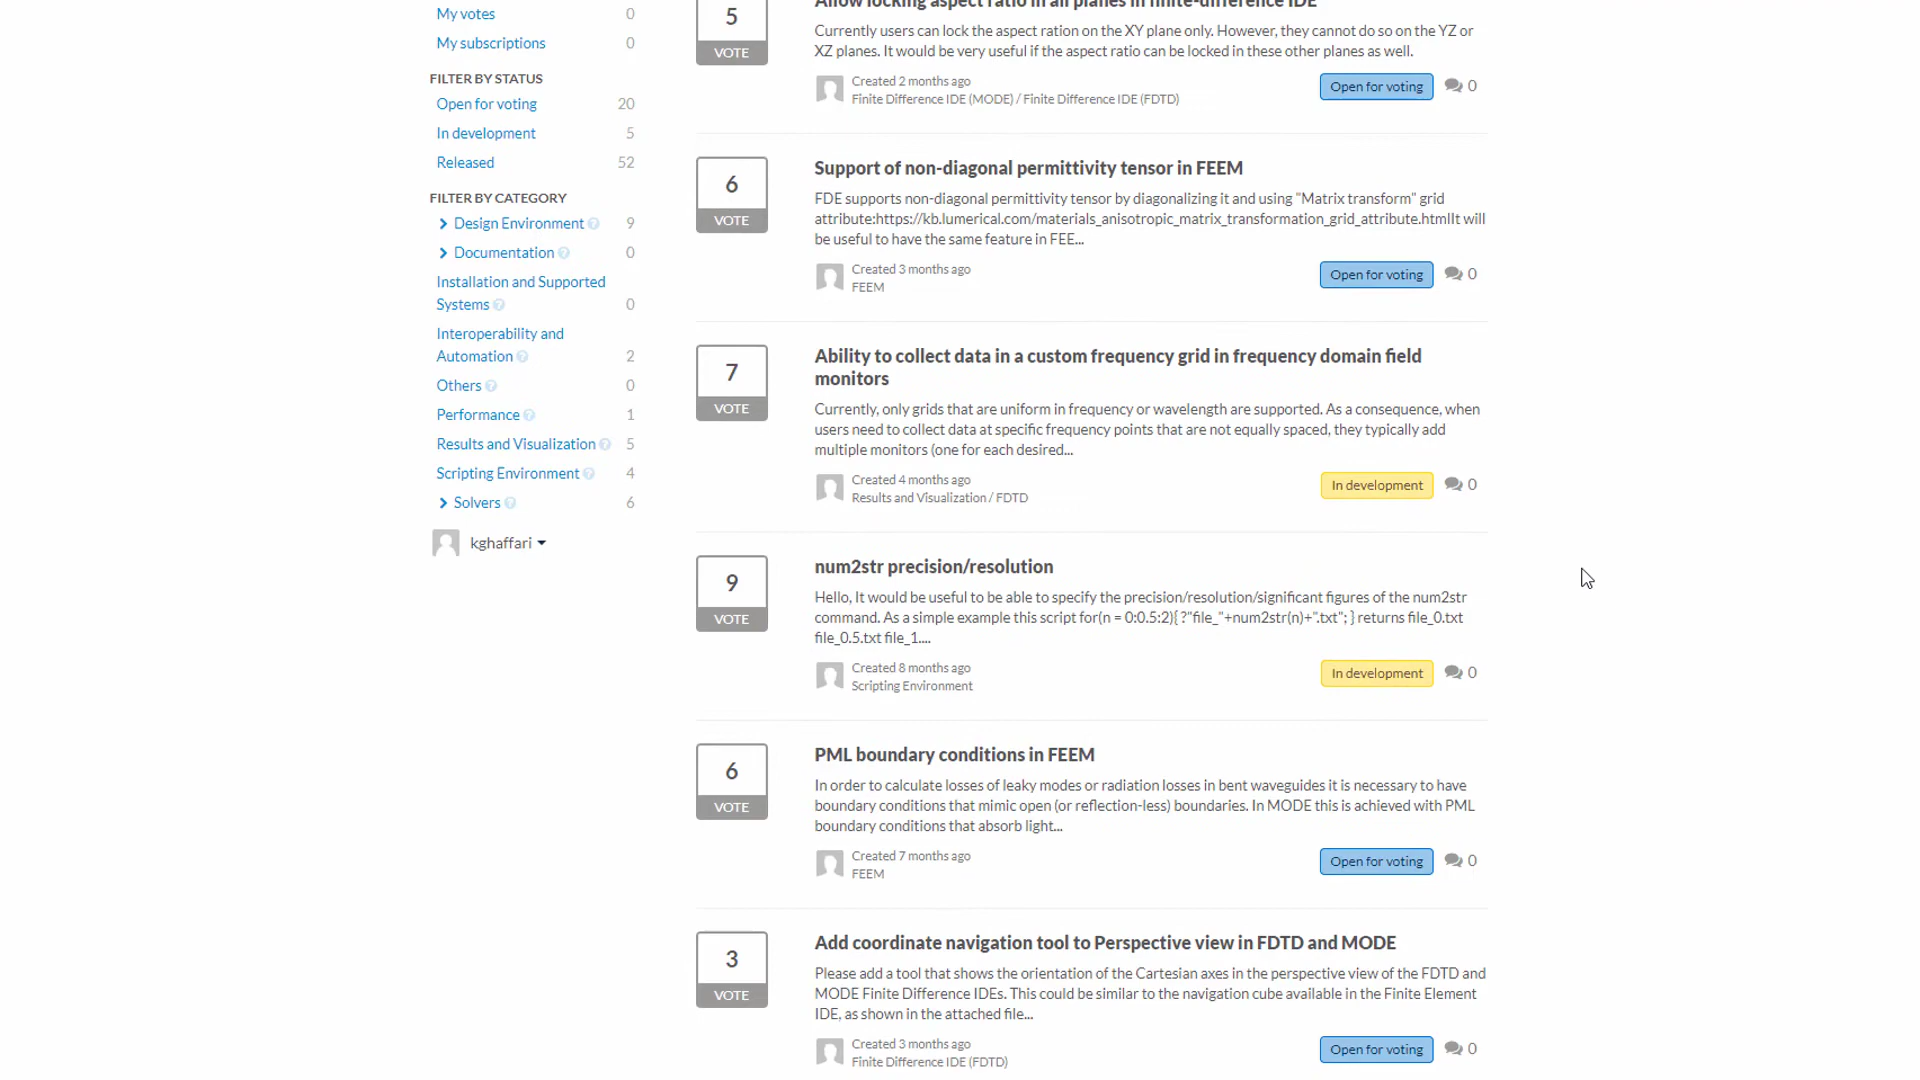 My votes 0
My subscriptions 0
FILTER BY STATUS
Open for voting 20
In development 5
Released 52
FILTER BY CATEGORY
Design Environment ? 9
Documentation ? 0
Installation and Supported
Systems ? 0
Interoperability and
Automation ? 2
Others ? 0
Performance ? 1
Results and Visualization ? 5
Scripting Environment ? 4
Solvers ? 6
kghaffari
5
VOTE
Allow locking aspect ratio in all planes in finite-difference IDE
Currently users can lock the aspect ration on the XY plane only. However, they cannot do so on the YZ or
XZ planes. It would be very useful if the aspect ratio can be locked in these other planes as well.
Created 2 months ago
Finite Difference IDE (MODE) / Finite Difference IDE (FDTD)
Open for voting 0
6
VOTE
Support of non-diagonal permittivity tensor in FEEM
FDE supports non-diagonal permittivity tensor by diagonalizing it and using "Matrix transform" grid
attribute:https://kb.lumerical.com/materials_anisotropic_matrix_transformation_grid_attribute.htmlIt will
be useful to have the same feature in FEE...
Created 3 months ago
FEEM
Open for voting 0
7
VOTE
Ability to collect data in a custom frequency grid in frequency domain field
monitors
Currently, only grids that are uniform in frequency or wavelength are supported. As a consequence, when
users need to collect data at specific frequency points that are not equally spaced, they typically add
multiple monitors (one for each desired...
Created 4 months ago
Results and Visualization / FDTD
In development 0
9
VOTE
num2str precision/resolution
Hello, It would be useful to be able to specify the precision/resolution/significant figures of the num2str
command. As a simple example this script for(n = 0:0.5:2){ ?"file_"+num2str(n)+".txt"; } returns file_0.txt
file_0.5.txt file_1....
Created 8 months ago
Scripting Environment
In development 0
6
VOTE
PML boundary conditions in FEEM
In order to calculate losses of leaky modes or radiation losses in bent waveguides it is necessary to have
boundary conditions that mimic open (or reflection-less) boundaries. In MODE this is achieved with PML
boundary conditions that absorb light...
Created 7 months ago
FEEM
Open for voting 0
3
VOTE
Add coordinate navigation tool to Perspective view in FDTD and MODE
Please add a tool that shows the orientation of the Cartesian axes in the perspective view of the FDTD and
MODE Finite Difference IDEs. This could be similar to the navigation cube available in the Finite Element
IDE, as shown in the attached file...
Created 3 months ago
Finite Difference IDE (FDTD)
Open for voting 0